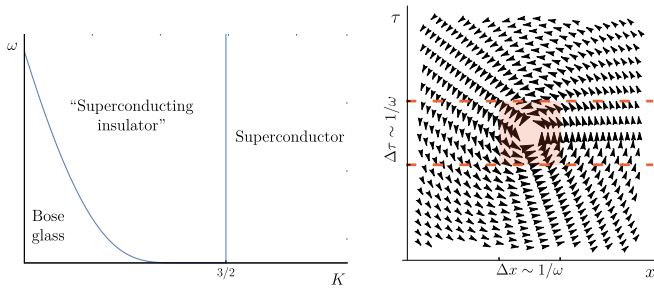 ω
“Superconducting
insulator”
Superconductor
Bose
glass
3/2
K
τ
Δτ ∼ 1/ω
Δx ∼ 1/ω
x